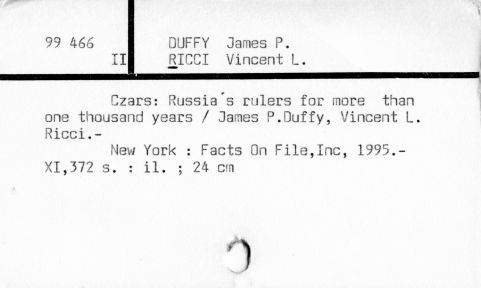 99 466 DUFFY James P.
II RICCI Vincent L.
Czars: Russia´s rulers for more than
one thousand years / James P.Duffy, Vincent L.
Ricci.-
New York : Facts On File,Inc, 1995.-
XI,372 s. : il. ; 24 cm